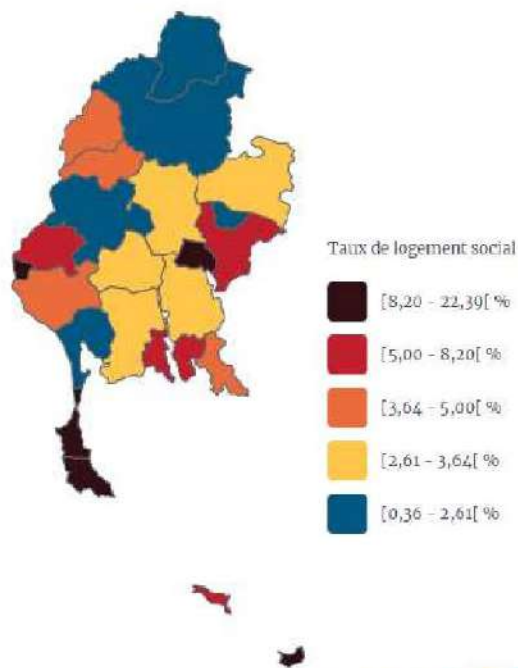 Taux de logement social
[8,20 - 22,39[ %
[5,00 - 8,20[ %
[3,64 - 5,00[ %
[2,61 - 3,64[ %
[0,36 - 2,61[ %